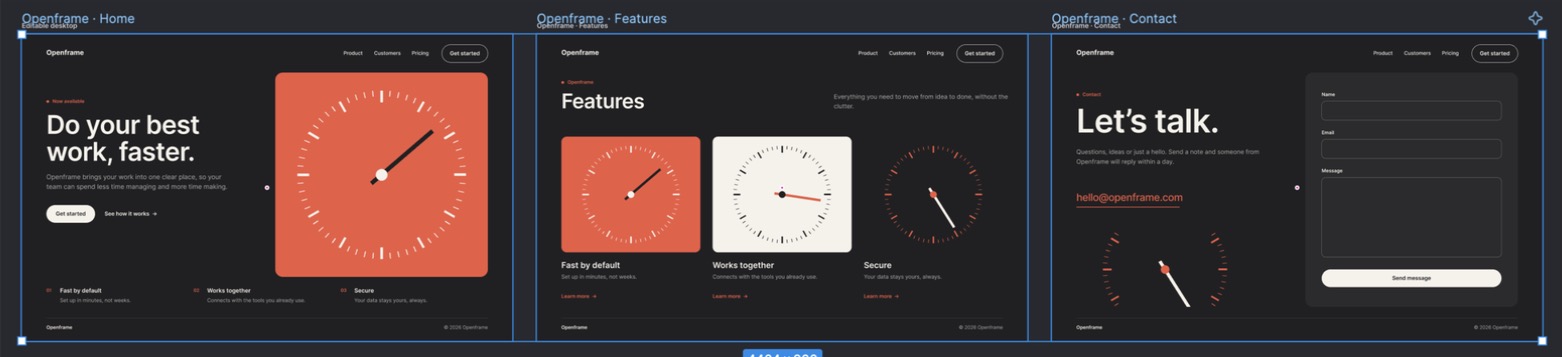 Openframe · Home
Editable desktop
Openframe
Product
Customers
Pricing
Get started
Now available
Do your best
work, faster.
Openframe brings your work into one clear place, so your
team can spend less time managing and more time making.
Get started
See how it works →
01 Fast by default
Set up in minutes, not weeks.
02 Works together
Connects with the tools you already use.
03 Secure
Your data stays yours, always.
Openframe
© 2026 Openframe
Openframe · Features
Openframe · Features
Openframe
Product
Customers
Pricing
Get started
Openframe
Features
Everything you need to move from idea to done, without the
clutter.
Fast by default
Set up in minutes, not weeks.
Learn more →
Works together
Connects with the tools you already use.
Learn more →
Secure
Your data stays yours, always.
Learn more →
Openframe
© 2026 Openframe
Openframe · Contact
Openframe · Contact
Openframe
Product
Customers
Pricing
Get started
Contact
Let’s talk.
Questions, ideas or just a hello. Send a note and someone from
Openframe will reply within a day.
hello@openframe.com
Name
Email
Message
Send message
Openframe
© 2026 Openframe